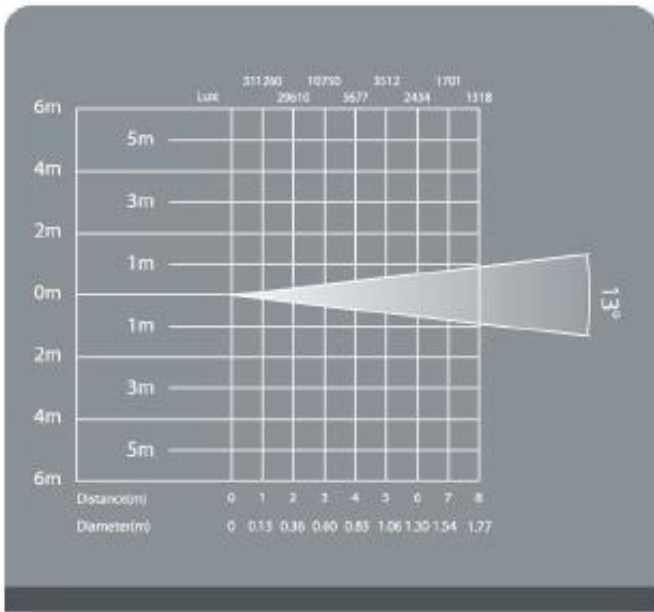 311260 10750 3512 1701
Lux 29610 5677 2434 1318
6m
5m
4m
3m
2m
1m
0m
1m
2m
3m
4m
5m
6m
13°
Distance(m) 0 1 2 3 4 5 6 7 8
Diameter(m) 0 0.13 0.36 0.60 0.83 1.06 1.30 1.54 1.77